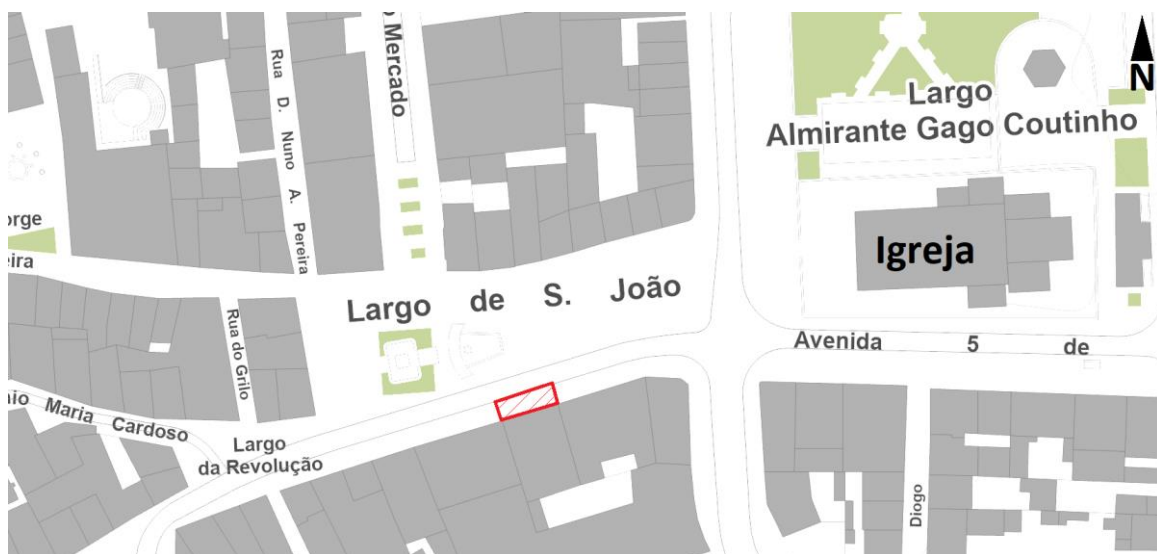 Rua D. Nuno A. Pereira
o Mercado
N
Largo
Almirante Gago Coutinho
Igreja
orge
eira
Largo de S. João
Rua do Grilo
Avenida 5 de
nio Maria Cardoso
Largo
da Revolução
Diogo